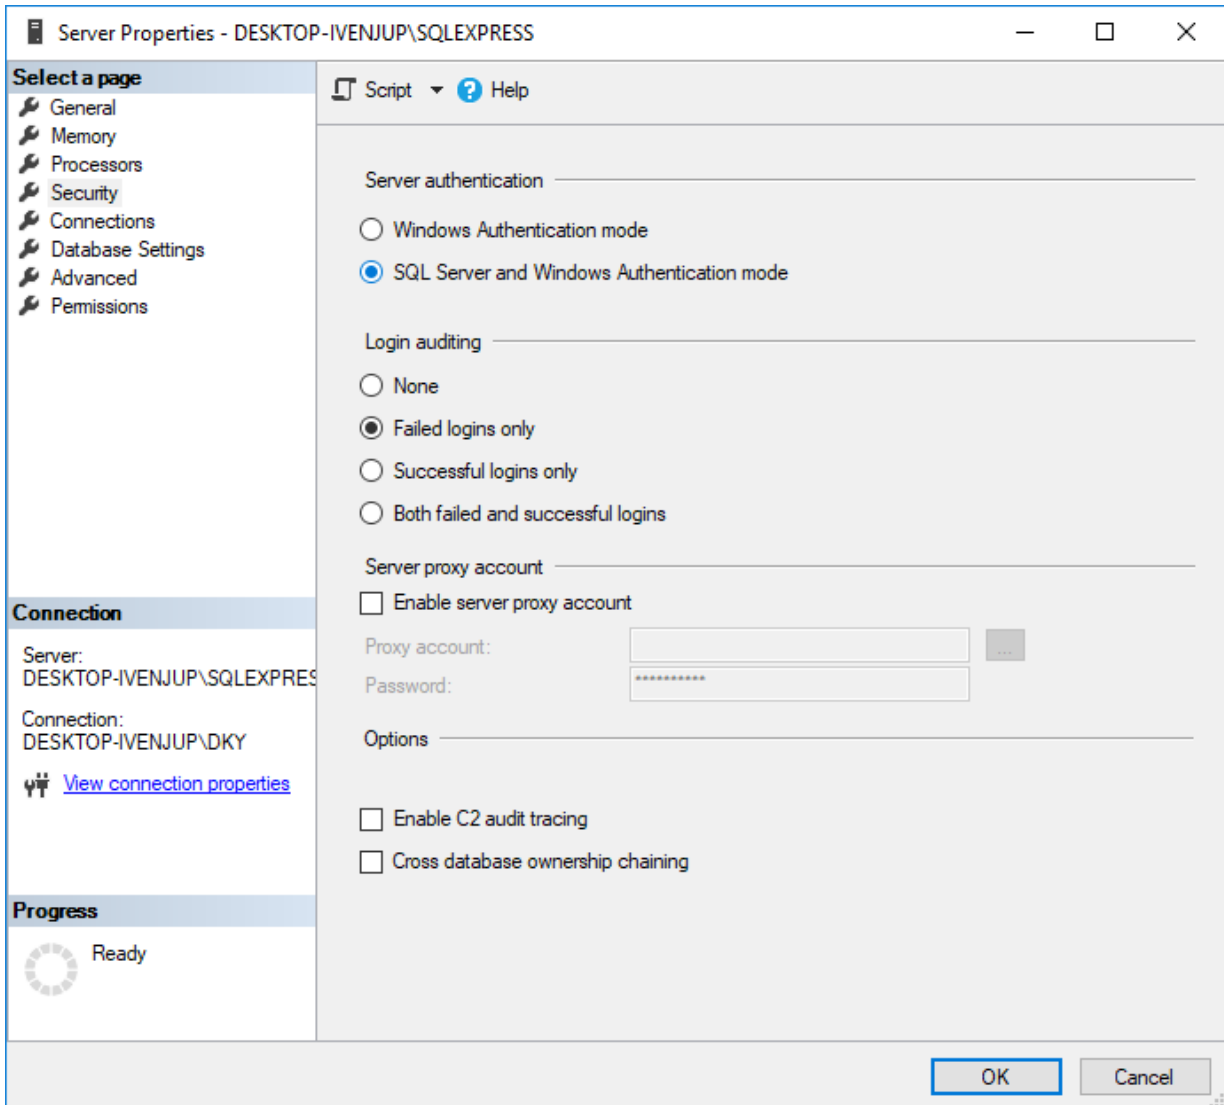 Server Properties - DESKTOP-IVENJUP\SQLEXPRESS
Select a page
General
Memory
Processors
Security
Connections
Database Settings
Advanced
Permissions
Connection
Server:
DESKTOP-IVENJUP\SQLEXPRES
Connection:
DESKTOP-IVENJUP\DKY
View connection properties
Progress
Ready
Script
Help
Server authentication
Windows Authentication mode
SQL Server and Windows Authentication mode
Login auditing
None
Failed logins only
Successful logins only
Both failed and successful logins
Server proxy account
Enable server proxy account
Proxy account:
...
Password:
**********
Options
Enable C2 audit tracing
Cross database ownership chaining
OK
Cancel